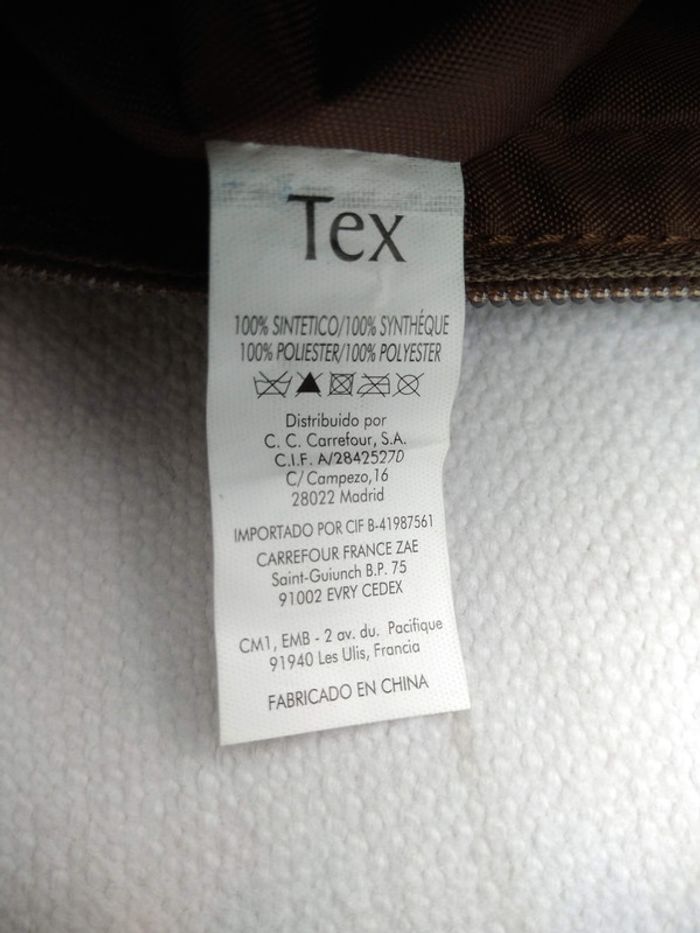 Tex
100% SINTETICO/100% SYNTHÉQUE
100% POLIESTER/100% POLYESTER
Distribuido por
C. C. Carrefour, S.A.
C.I.F. A/28425270
C/ Campezo,16
28022 Madrid
IMPORTADO POR CIF B-41987561
CARREFOUR FRANCE ZAE
Saint-Guiunch B.P. 75
91002 EVRY CEDEX
CM1, EMB - 2 av. du. Pacifique
91940 Les Ulis, Francia
FABRICADO EN CHINA